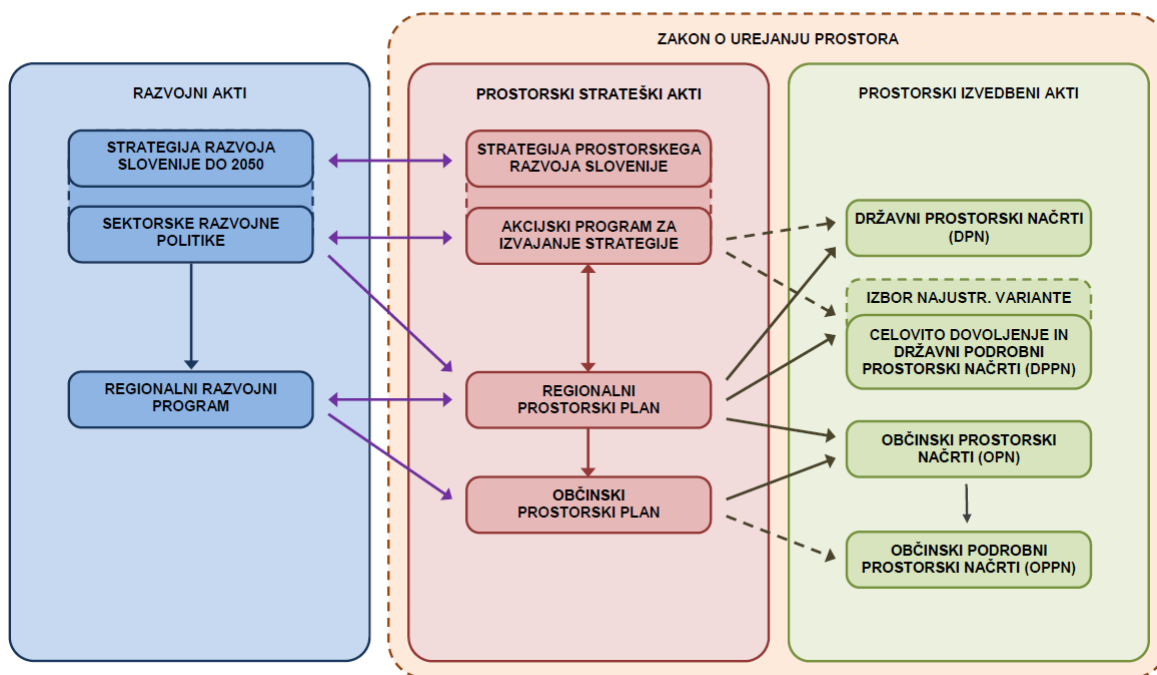 ZAKON O UREJANJU PROSTORA
RAZVOJNI AKTI
STRATEGIJA RAZVOJA
SLOVENIJE DO 2050
SEKTORSKE RAZVOJNE
POLITIKE
REGIONALNI RAZVOJNI
PROGRAM
PROSTORSKI STRATEŠKI AKTI
STRATEGIJA PROSTORSKEGA
RAZVOJA SLOVENIJE
AKCIJSKI PROGRAM ZA
IZVAJANJE STRATEGIJE
REGIONALNI
PROSTORSKI PLAN
OBČINSKI
PROSTORSKI PLAN
PROSTORSKI IZVEDBENI AKTI
DRŽAVNI PROSTORSKI NAČRTI
(DPN)
IZBOR NAJUSTR. VARIANTE
CELOVITO DOVOLJENJE IN
DRŽAVNI PODROBNI
PROSTORSKI NAČRTI (DPPN)
OBČINSKI PROSTORSKI
NAČRTI (OPN)
OBČINSKI PODROBNI
PROSTORSKI NAČRTI (OPPN)